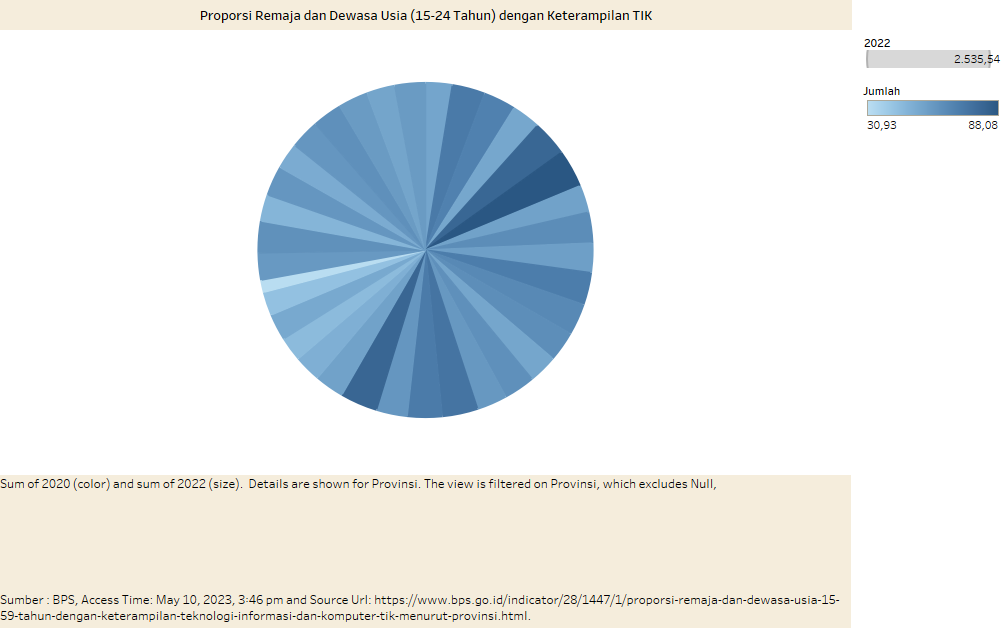 Proporsi Remaja dan Dewasa Usia (15-24 Tahun) dengan Keterampilan TIK
2022
2.535,54
Jumlah
30,93 88,08
Sum of 2020 (color) and sum of 2022 (size).  Details are shown for Provinsi. The view is filtered on Provinsi, which excludes Null,
Sumber : BPS, Access Time: May 10, 2023, 3:46 pm and Source Url: https://www.bps.go.id/indicator/28/1447/1/proporsi-remaja-dan-dewasa-usia-15-
59-tahun-dengan-keterampilan-teknologi-informasi-dan-komputer-tik-menurut-provinsi.html.